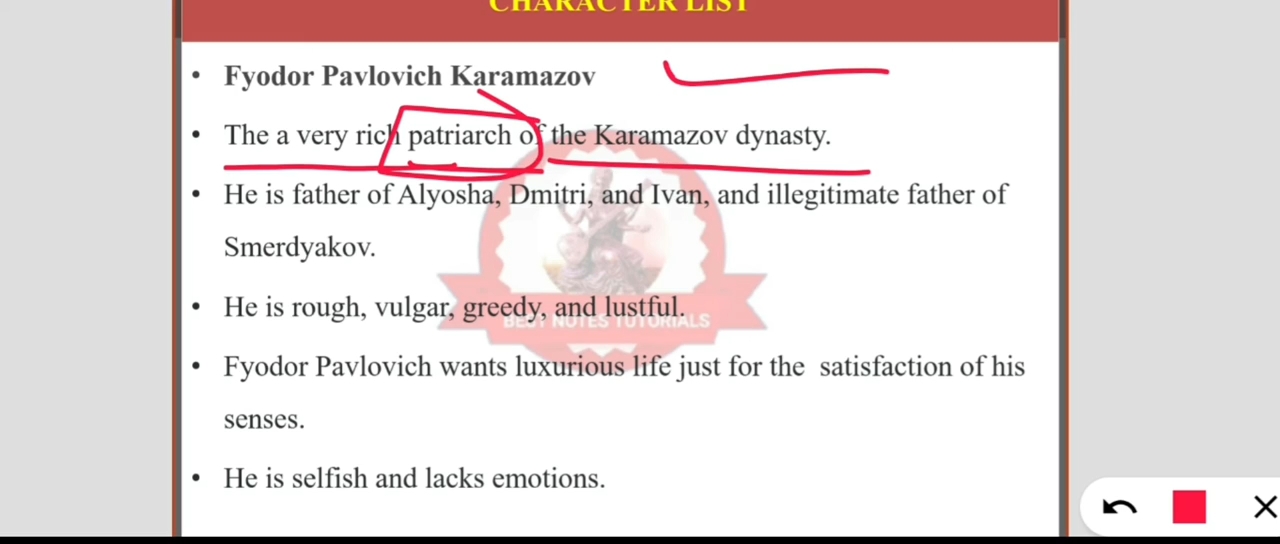 CHARACTER LIST
• Fyodor Pavlovich Karamazov
• The a very rich patriarch of the Karamazov dynasty.
• He is father of Alyosha, Dmitri, and Ivan, and illegitimate father of
Smerdyakov.
• He is rough, vulgar, greedy, and lustful.
BEST NOTES TUTORIALS
• Fyodor Pavlovich wants luxurious life just for the satisfaction of his
senses.
• He is selfish and lacks emotions.